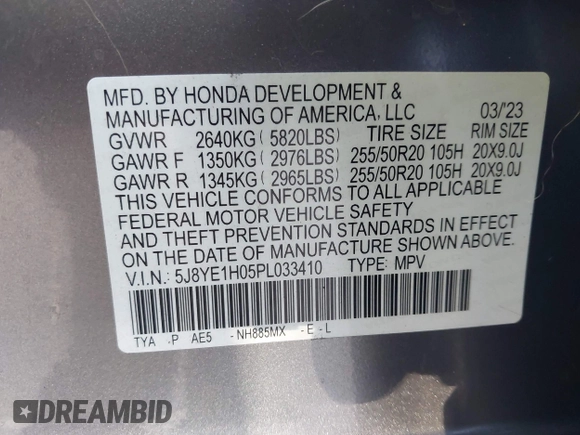 MFD. BY HONDA DEVELOPMENT &
MANUFACTURING OF AMERICA, LLC 03/'23
GVWR 2640KG ( 5820LBS) TIRE SIZE RIM SIZE
GAWR F 1350KG ( 2976LBS) 255/50R20 105H 20X9.0J
GAWR R 1345KG ( 2965LBS) 255/50R20 105H 20X9.0J
THIS VEHICLE CONFORMS TO ALL APPLICABLE
FEDERAL MOTOR VEHICLE SAFETY
AND THEFT PREVENTION STANDARDS IN EFFECT
ON THE DATE OF MANUFACTURE SHOWN ABOVE.
V.I.N.: 5J8YE1H05PL033410 TYPE: MPV
TYA -P AE5 -NH885MX -E - L
DREAMBID